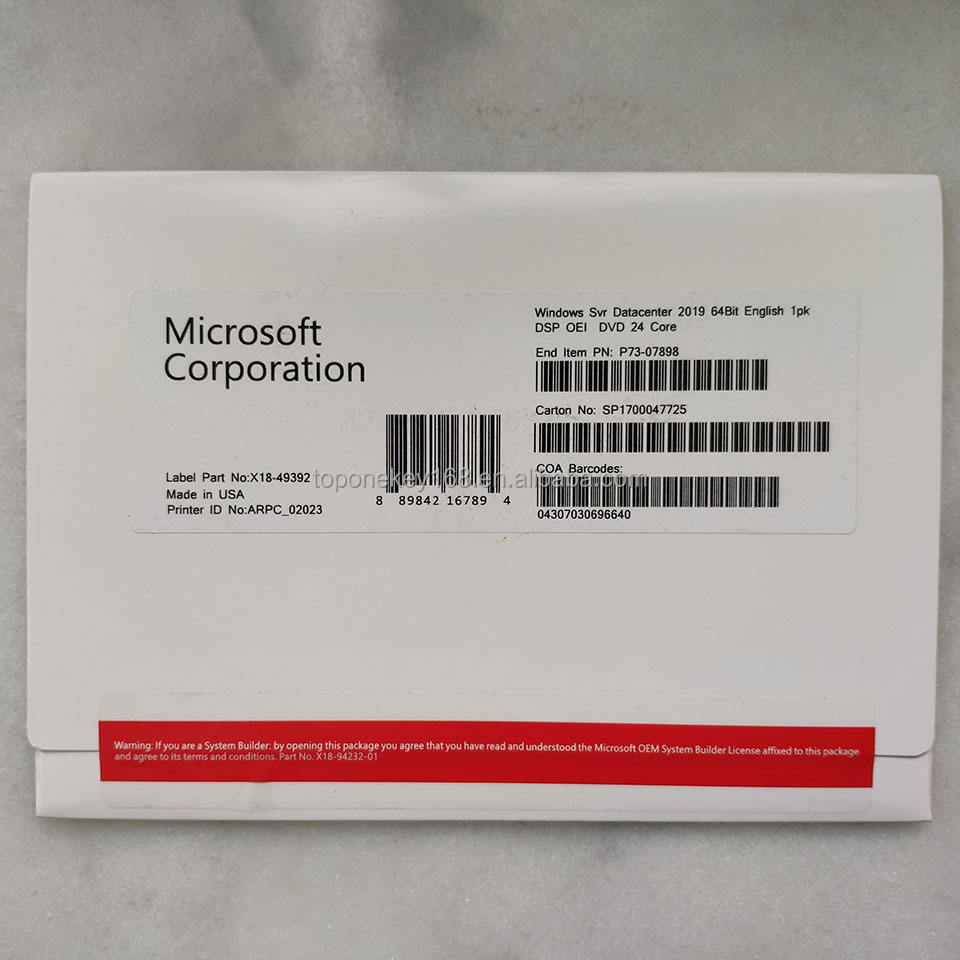 Microsoft
Corporation
Windows Svr Datacenter 2019 64Bit English 1pk
DSP OEI DVD 24 Core
End Item PN: P73-07898
Carton No: SP1700047725
COA Barcodes:
04307030696640
Label Part No:X18-49392
Made in USA
Printer ID No:ARPC_02023
8 89842 16789 4
toponekey168.en.alibaba.com
Warning: If you are a System Builder: by opening this package you agree that you have read and understood the Microsoft OEM System Builder License affixed to this package
and agree to its terms and conditions. Part No. X18-94232-01